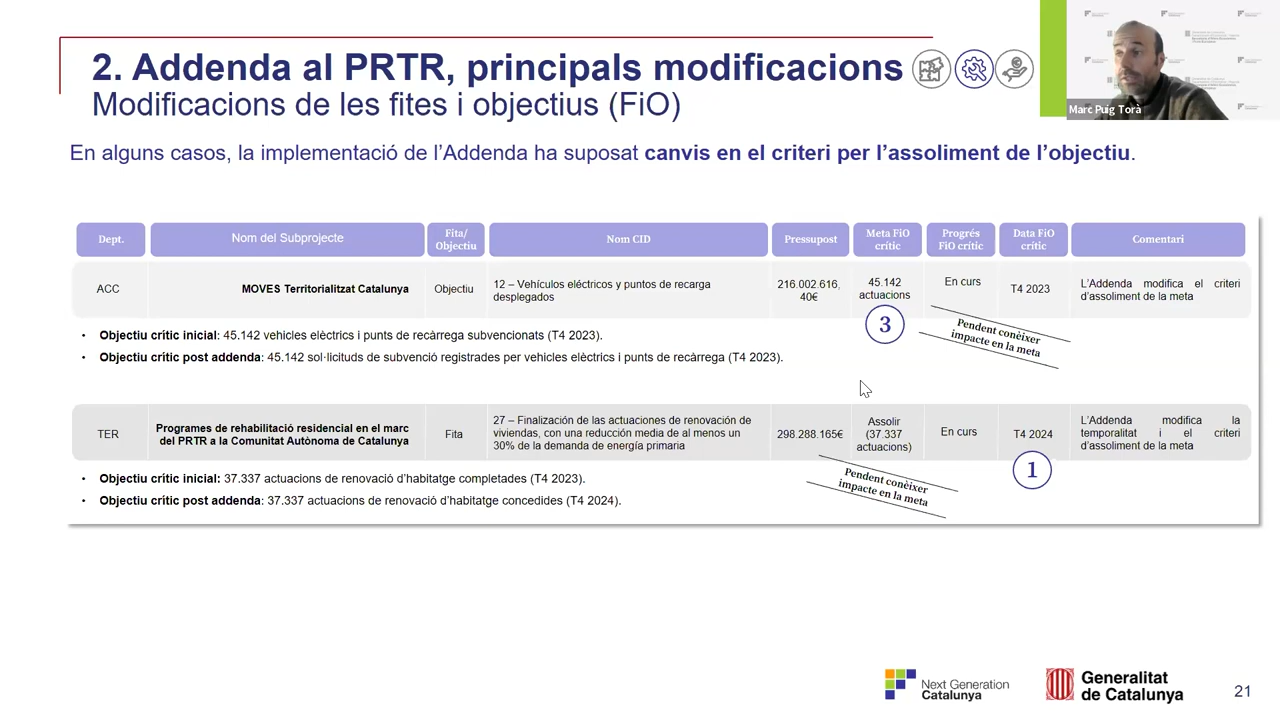 2. Addenda al PRTR, principals modificacions
Modificacions de les fites i objectius (FiO)
Marc Puig Torà
En alguns casos, la implementació de l’Addenda ha suposat canvis en el criteri per l’assoliment de l’objectiu.
Dept.
Nom del Subprojecte
Fita/
Objectiu
Nom CID
Pressupost
Meta FiO
crític
Progrés
FiO crític
Data FiO
crític
Comentari
ACC
MOVES Territorialitzat Catalunya
Objectiu
12 – Vehículos eléctricos y puntos de recarga
desplegados
216.002.616,
40€
45.142
actuacions
En curs
T4 2023
L’Addenda modifica el criteri
d’assoliment de la meta
3
Pendent conèixer
impacte en la meta
• Objectiu crític inicial: 45.142 vehicles elèctrics i punts de recàrrega subvencionats (T4 2023).
• Objectiu crític post addenda: 45.142 sol·licituds de subvenció registrades per vehicles elèctrics i punts de recàrrega (T4 2023).
TER
Programes de rehabilitació residencial en el marc
del PRTR a la Comunitat Autònoma de Catalunya
Fita
27 – Finalización de las actuaciones de renovación de
viviendas, con una reducción media de al menos un
30% de la demanda de energía primaria
298.288.165€
Assolir
(37.337
actuacions)
En curs
T4 2024
L’Addenda modifica la
temporalitat i el criteri
d’assoliment de la meta
1
Pendent conèixer
impacte en la meta
• Objectiu crític inicial: 37.337 actuacions de renovació d’habitatge completades (T4 2023).
• Objectiu crític post addenda: 37.337 actuacions de renovació d’habitatge concedides (T4 2024).
Next Generation
Catalunya
Generalitat
de Catalunya
21